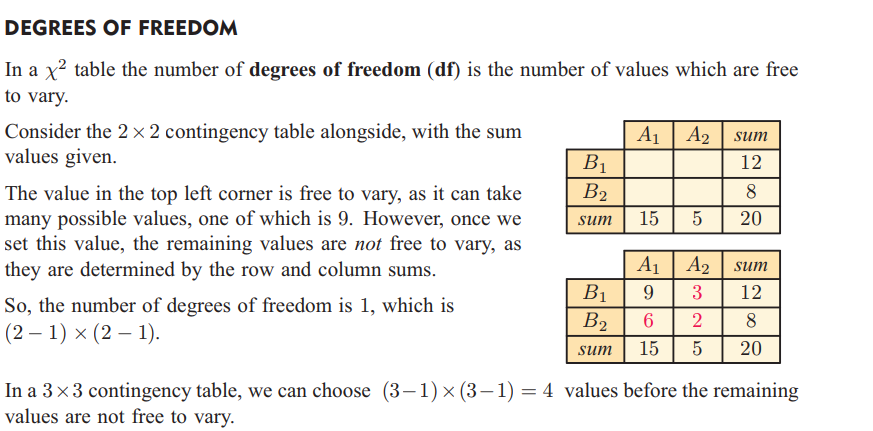 DEGREES OF FREEDOM
In a χ² table the number of degrees of freedom (df) is the number of values which are free
to vary.
Consider the 2 × 2 contingency table alongside, with the sum
values given.
The value in the top left corner is free to vary, as it can take
many possible values, one of which is 9. However, once we
set this value, the remaining values are not free to vary, as
they are determined by the row and column sums.
So, the number of degrees of freedom is 1, which is
(2 − 1) × (2 − 1).
A₁ A₂ sum
B₁ 12
B₂ 8
sum 15 5 20
A₁ A₂ sum
B₁ 9 3 12
B₂ 6 2 8
sum 15 5 20
In a 3×3 contingency table, we can choose (3−1)×(3−1) = 4 values before the remaining
values are not free to vary.